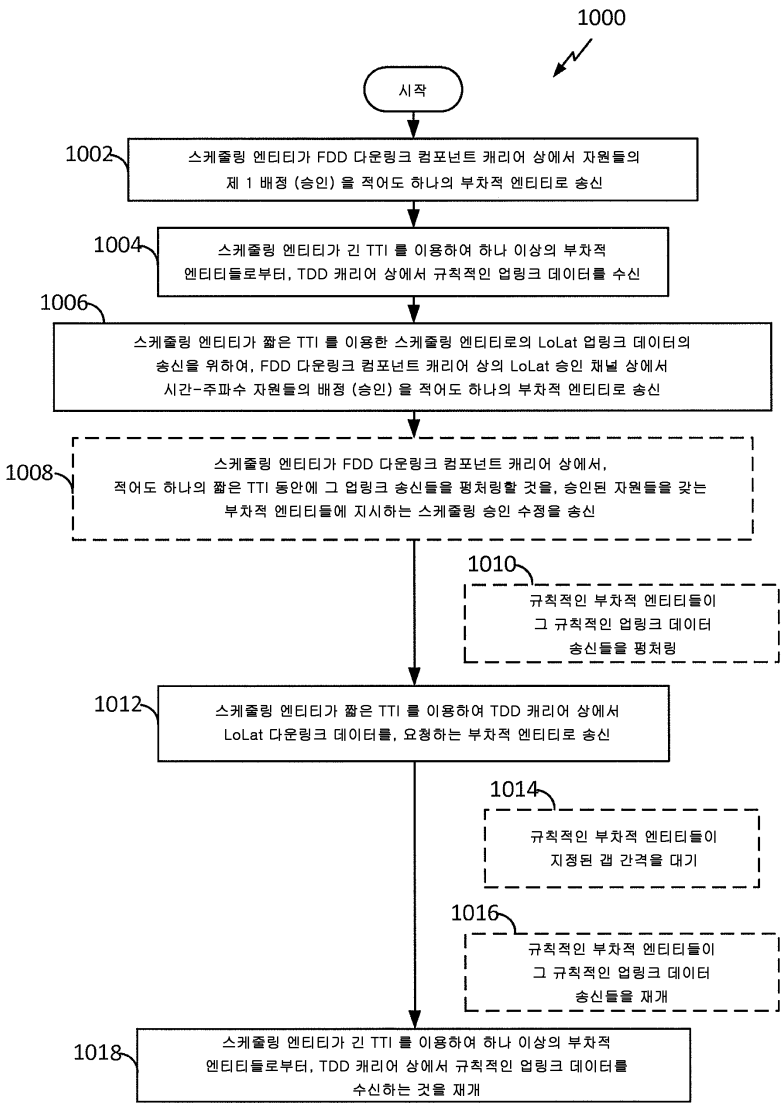 1000
시작
1002
스케줄링 엔티티가 FDD 다운링크 컴포넌트 캐리어 상에서 자원들의
제 1 배정 (승인) 을 적어도 하나의 부차적 엔티티로 송신
1004
스케줄링 엔티티가 긴 TTI 를 이용하여 하나 이상의 부차적
엔티티들로부터, TDD 캐리어 상에서 규칙적인 업링크 데이터를 수신
1006
스케줄링 엔티티가 짧은 TTI 를 이용한 스케줄링 엔티티로의 LoLat 업링크 데이터의
송신을 위하여, FDD 다운링크 컴포넌트 캐리어 상의 LoLat 승인 채널 상에서
시간-주파수 자원들의 배정 (승인) 을 적어도 하나의 부차적 엔티티로 송신
1008
스케줄링 엔티티가 FDD 다운링크 컴포넌트 캐리어 상에서,
적어도 하나의 짧은 TTI 동안에 그 업링크 송신들을 펑처링할 것을, 승인된 자원들을 갖는
부차적 엔티티들에 지시하는 스케줄링 승인 수정을 송신
1010
규칙적인 부차적 엔티티들이
그 규칙적인 업링크 데이터
송신들을 펑처링
1012
스케줄링 엔티티가 짧은 TTI 를 이용하여 TDD 캐리어 상에서
LoLat 다운링크 데이터를, 요청하는 부차적 엔티티로 송신
1014
규칙적인 부차적 엔티티들이
지정된 갭 간격을 대기
1016
규칙적인 부차적 엔티티들이
그 규칙적인 업링크 데이터
송신들을 재개
1018
스케줄링 엔티티가 긴 TTI 를 이용하여 하나 이상의 부차적
엔티티들로부터, TDD 캐리어 상에서 규칙적인 업링크 데이터를
수신하는 것을 재개